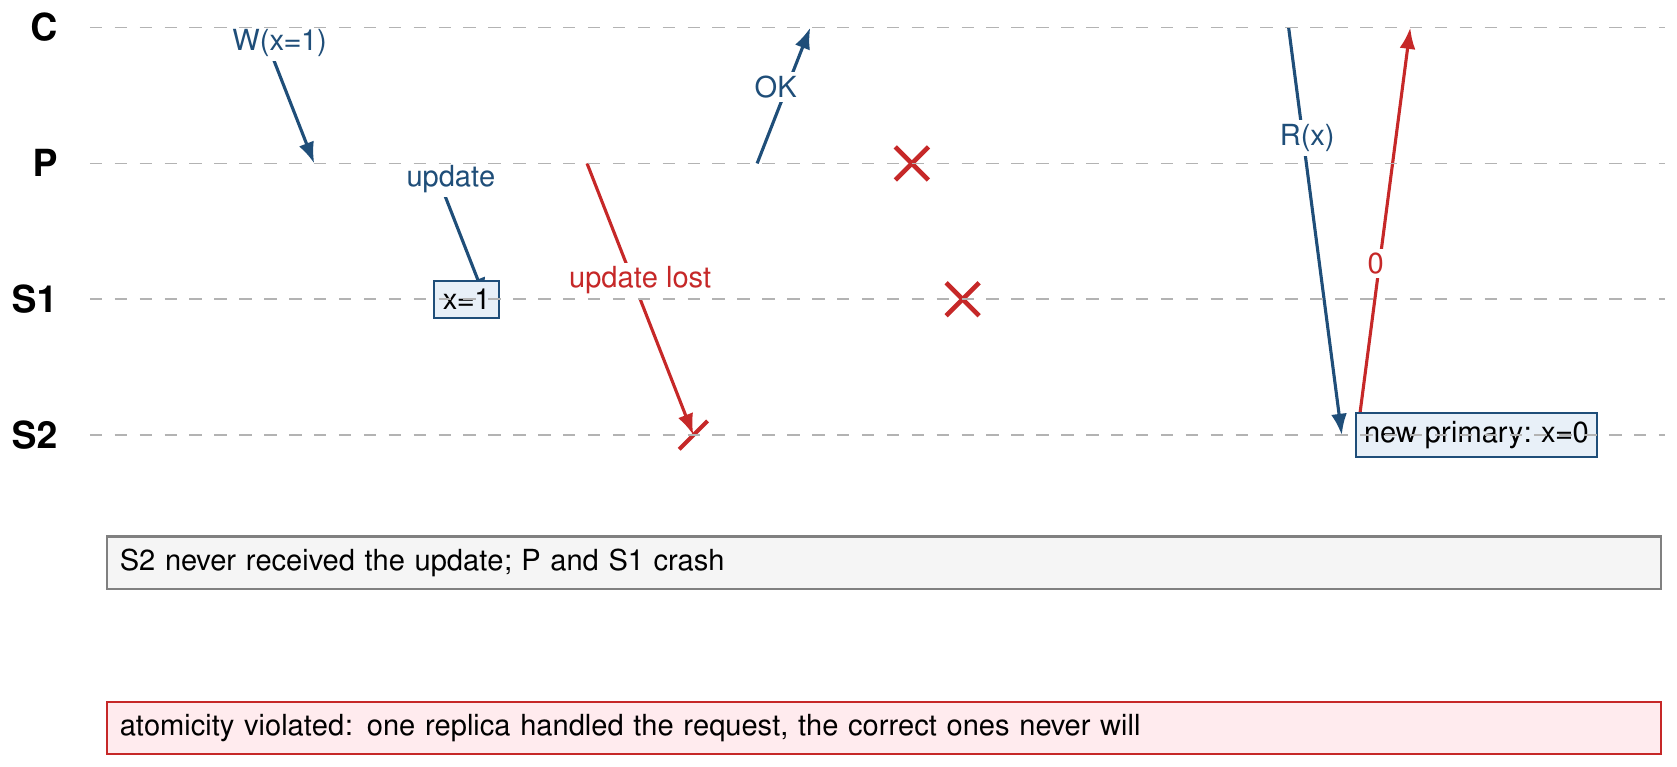 C
W(x=1)
OK
R(x)
P
update
update lost
0
S1
x=1
S2
new primary: x=0
S2 never received the update; P and S1 crash
atomicity violated: one replica handled the request, the correct ones never will